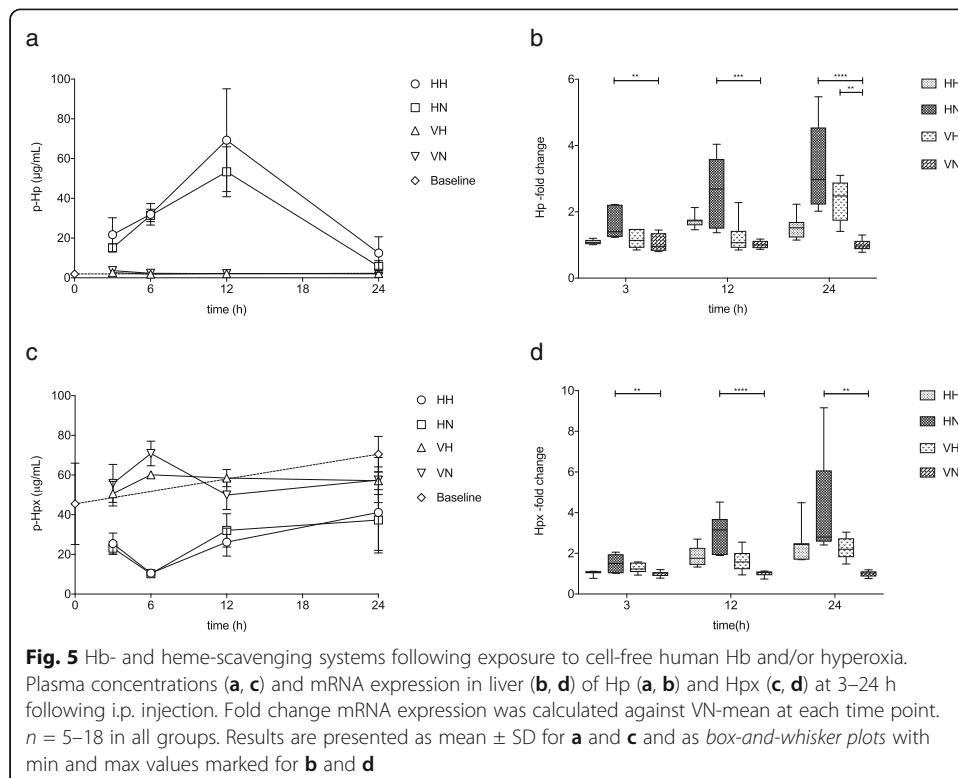 a
p-Hp (µg/mL)
100
80
60
40
20
0
0 6 12 18 24
time (h)
HH
HN
VH
VN
Baseline
b
Hp -fold change
6
4
2
0
** *** **** **
3 12 24
time (h)
HH
HN
VH
VN
c
p-Hpx (µg/mL)
100
80
60
40
20
0
0 6 12 18 24
time (h)
HH
HN
VH
VN
Baseline
d
Hpx -fold change
10
8
6
4
2
0
** **** **
3 12 24
time(h)
HH
HN
VH
VN
Fig. 5 Hb- and heme-scavenging systems following exposure to cell-free human Hb and/or hyperoxia.
Plasma concentrations (a, c) and mRNA expression in liver (b, d) of Hp (a, b) and Hpx (c, d) at 3–24 h
following i.p. injection. Fold change mRNA expression was calculated against VN-mean at each time point.
n = 5–18 in all groups. Results are presented as mean ± SD for a and c and as box-and-whisker plots with
min and max values marked for b and d